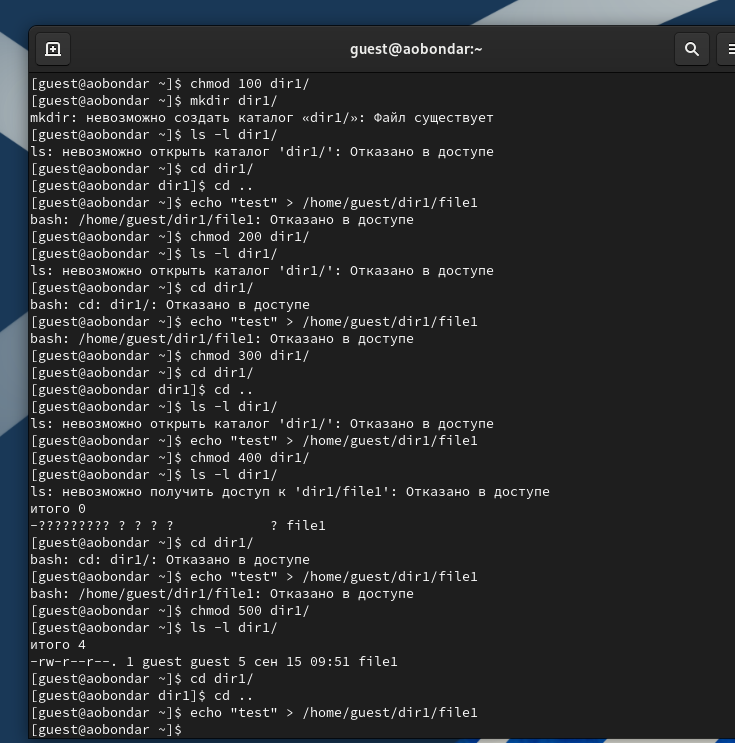 guest@aobondar:~
[guest@aobondar ~]$ chmod 100 dir1/
[guest@aobondar ~]$ mkdir dir1/
mkdir: невозможно создать каталог «dir1/»: Файл существует
[guest@aobondar ~]$ ls -l dir1/
ls: невозможно открыть каталог 'dir1/': Отказано в доступе
[guest@aobondar ~]$ cd dir1/
[guest@aobondar dir1]$ cd ..
[guest@aobondar ~]$ echo "test" > /home/guest/dir1/file1
bash: /home/guest/dir1/file1: Отказано в доступе
[guest@aobondar ~]$ chmod 200 dir1/
[guest@aobondar ~]$ ls -l dir1/
ls: невозможно открыть каталог 'dir1/': Отказано в доступе
[guest@aobondar ~]$ cd dir1/
bash: cd: dir1/: Отказано в доступе
[guest@aobondar ~]$ echo "test" > /home/guest/dir1/file1
bash: /home/guest/dir1/file1: Отказано в доступе
[guest@aobondar ~]$ chmod 300 dir1/
[guest@aobondar ~]$ cd dir1/
[guest@aobondar dir1]$ cd ..
[guest@aobondar ~]$ ls -l dir1/
ls: невозможно открыть каталог 'dir1/': Отказано в доступе
[guest@aobondar ~]$ echo "test" > /home/guest/dir1/file1
[guest@aobondar ~]$ chmod 400 dir1/
[guest@aobondar ~]$ ls -l dir1/
ls: невозможно получить доступ к 'dir1/file1': Отказано в доступе
итого 0
-????????? ? ? ? ?            ? file1
[guest@aobondar ~]$ cd dir1/
bash: cd: dir1/: Отказано в доступе
[guest@aobondar ~]$ echo "test" > /home/guest/dir1/file1
bash: /home/guest/dir1/file1: Отказано в доступе
[guest@aobondar ~]$ chmod 500 dir1/
[guest@aobondar ~]$ ls -l dir1/
итого 4
-rw-r--r--. 1 guest guest 5 сен 15 09:51 file1
[guest@aobondar ~]$ cd dir1/
[guest@aobondar dir1]$ cd ..
[guest@aobondar ~]$ echo "test" > /home/guest/dir1/file1
[guest@aobondar ~]$